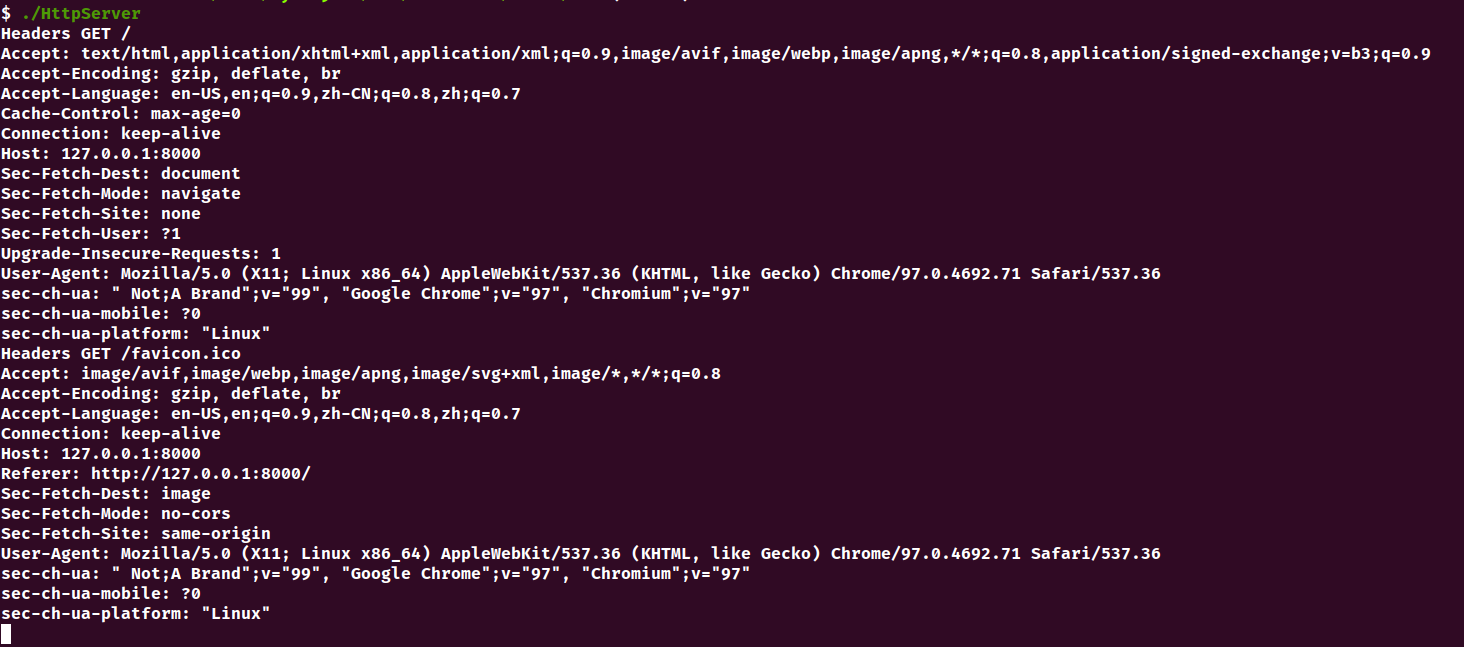 $ ./HttpServer
Headers GET /
Accept: text/html,application/xhtml+xml,application/xml;q=0.9,image/avif,image/webp,image/apng,*/*;q=0.8,application/signed-exchange;v=b3;q=0.9
Accept-Encoding: gzip, deflate, br
Accept-Language: en-US,en;q=0.9,zh-CN;q=0.8,zh;q=0.7
Cache-Control: max-age=0
Connection: keep-alive
Host: 127.0.0.1:8000
Sec-Fetch-Dest: document
Sec-Fetch-Mode: navigate
Sec-Fetch-Site: none
Sec-Fetch-User: ?1
Upgrade-Insecure-Requests: 1
User-Agent: Mozilla/5.0 (X11; Linux x86_64) AppleWebKit/537.36 (KHTML, like Gecko) Chrome/97.0.4692.71 Safari/537.36
sec-ch-ua: " Not;A Brand";v="99", "Google Chrome";v="97", "Chromium";v="97"
sec-ch-ua-mobile: ?0
sec-ch-ua-platform: "Linux"
Headers GET /favicon.ico
Accept: image/avif,image/webp,image/apng,image/svg+xml,image/*,*/*;q=0.8
Accept-Encoding: gzip, deflate, br
Accept-Language: en-US,en;q=0.9,zh-CN;q=0.8,zh;q=0.7
Connection: keep-alive
Host: 127.0.0.1:8000
Referer: http://127.0.0.1:8000/
Sec-Fetch-Dest: image
Sec-Fetch-Mode: no-cors
Sec-Fetch-Site: same-origin
User-Agent: Mozilla/5.0 (X11; Linux x86_64) AppleWebKit/537.36 (KHTML, like Gecko) Chrome/97.0.4692.71 Safari/537.36
sec-ch-ua: " Not;A Brand";v="99", "Google Chrome";v="97", "Chromium";v="97"
sec-ch-ua-mobile: ?0
sec-ch-ua-platform: "Linux"